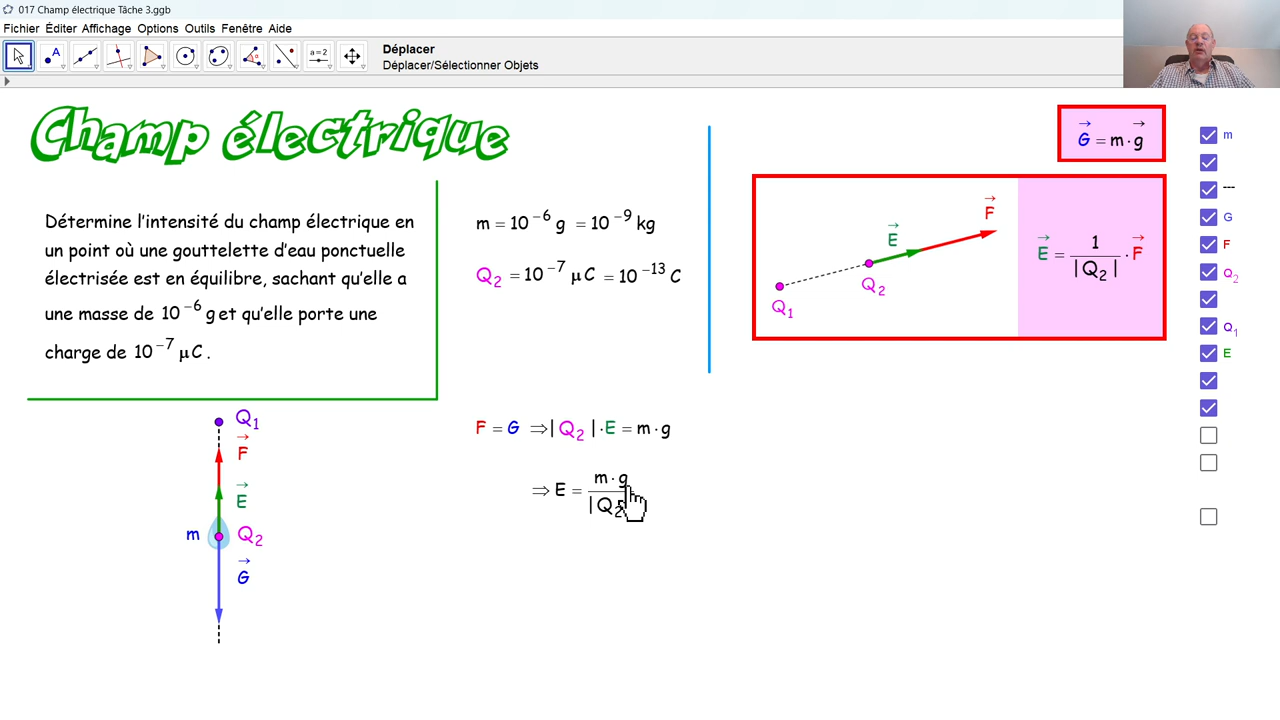 017 Champ électrique Tâche 3.ggb
Fichier Éditer Affichage Options Outils Fenêtre Aide
A
α
a=2
Déplacer
Déplacer/Sélectionner Objets
Champ électrique
Détermine l'intensité du champ électrique en
un point où une gouttelette d'eau ponctuelle
électrisée est en équilibre, sachant qu'elle a
une masse de 10⁻⁶ g et qu'elle porte une
charge de 10⁻⁷ μC.
m = 10⁻⁶ g = 10⁻⁹ kg
Q₂ = 10⁻⁷ μC = 10⁻¹³ C
G⃗ = m · g⃗
F⃗
E⃗
Q₂
Q₁
E⃗ = 1/|Q₂| · F⃗
Q₁
F⃗
E⃗
m Q₂
G⃗
F = G ⇒ |Q₂| · E = m · g
⇒ E = m · g / |Q₂
m
---
G
F
Q₂
Q₁
E